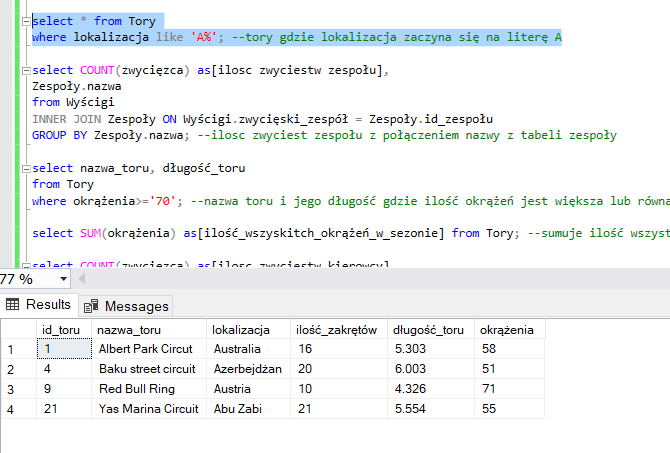 select * from Tory
where lokalizacja like 'A%'; --tory gdzie lokalizacja zaczyna się na literę A
select COUNT(zwycięzca) as[ilosc zwyciestw zespołu],
Zespoły.nazwa
from Wyścigi
INNER JOIN Zespoły ON Wyścigi.zwycięski_zespół = Zespoły.id_zespołu
GROUP BY Zespoły.nazwa; --ilosc zwyciest zespołu z połączeniem nazwy z tabeli zespoły
select nazwa_toru, długość_toru
from Tory
where okrążenia>='70'; --nazwa toru i jego długość gdzie ilość okrążeń jest większa lub równa
select SUM(okrążenia) as[ilość_wszyskitch_okrążeń_w_sezonie] from Tory; --sumuje ilość wszyst
select COUNT(zwycięzca) as[ilosc zwyciestw kierowcy]
77 %
Results Messages
id_toru nazwa_toru lokalizacja ilość_zakrętów długość_toru okrążenia
1 1 Albert Park Circut Australia 16 5.303 58
2 4 Baku street circuit Azerbejdżan 20 6.003 51
3 9 Red Bull Ring Austria 10 4.326 71
4 21 Yas Marina Circuit Abu Zabi 21 5.554 55